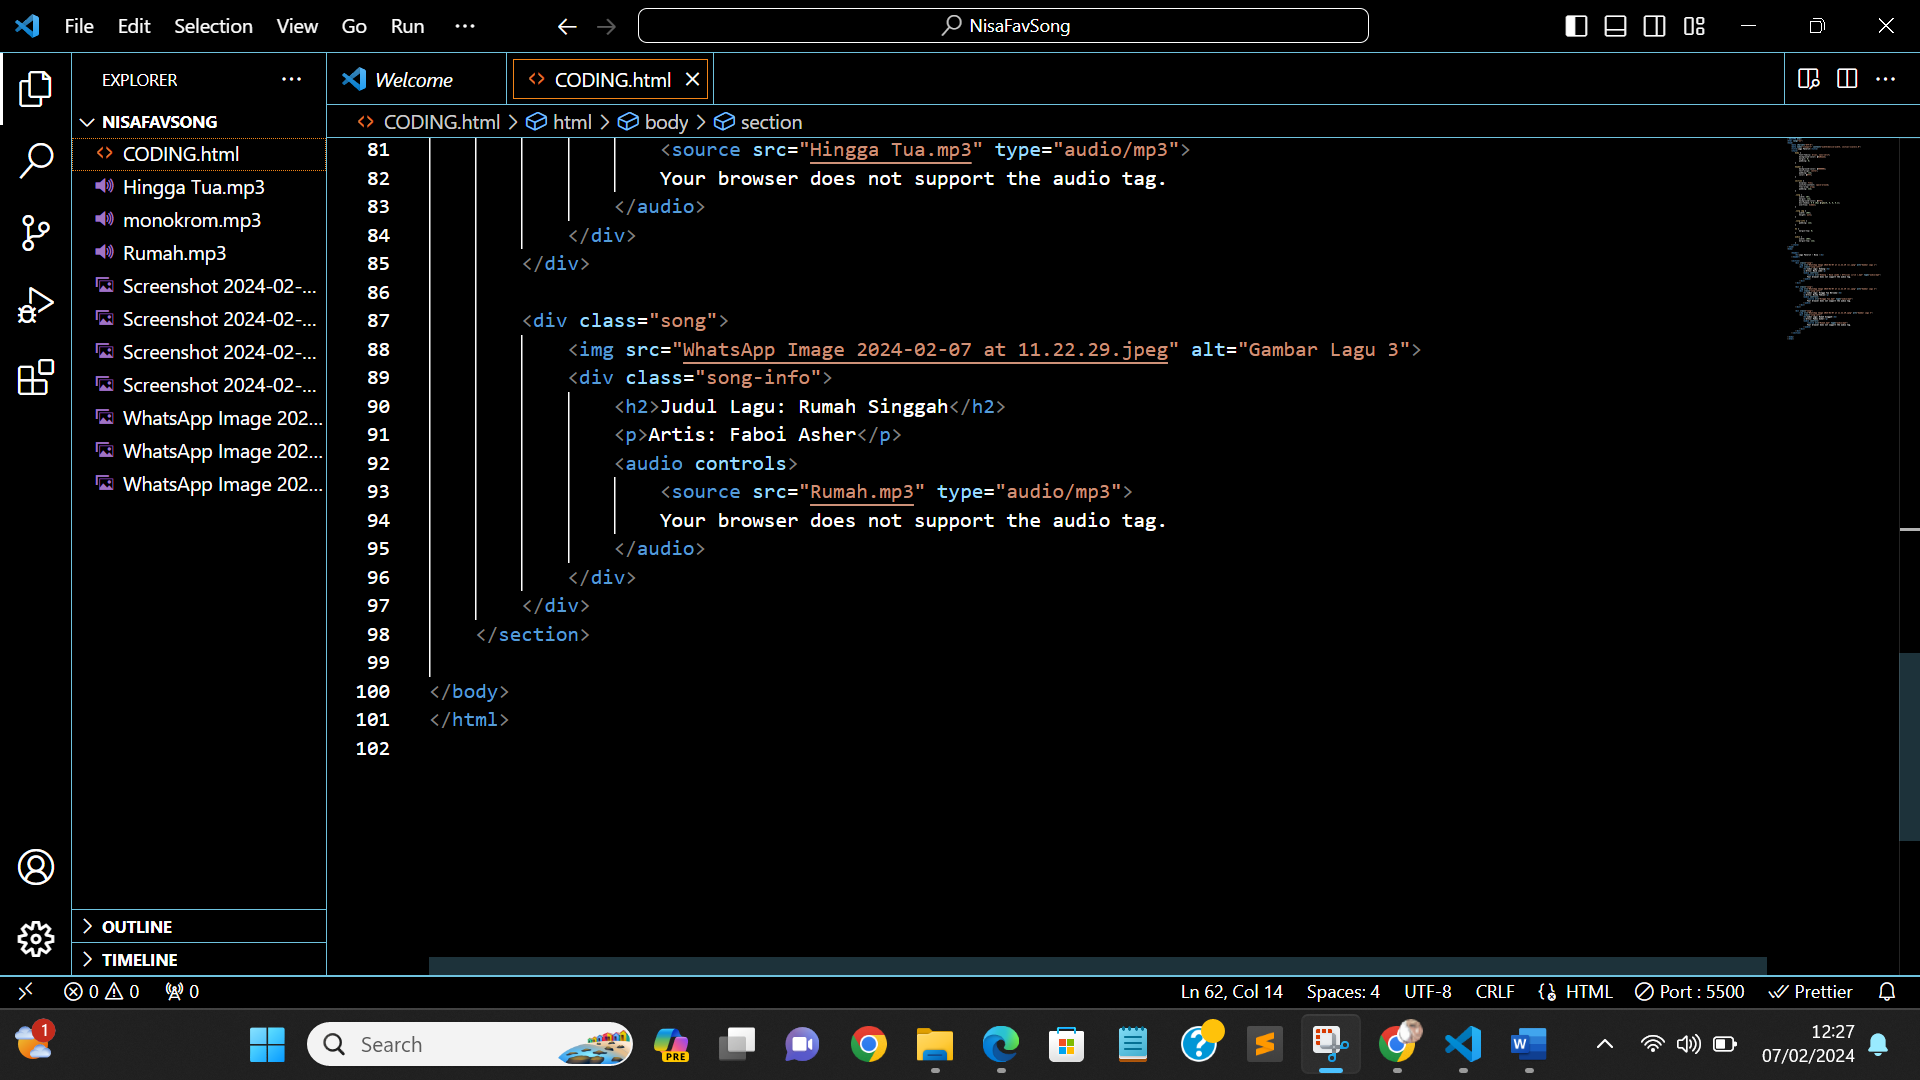 File Edit Selection View Go Run ··· NisaFavSong
EXPLORER ···
NISAFAVSONG
CODING.html
Hingga Tua.mp3
monokrom.mp3
Rumah.mp3
Screenshot 2024-02-...
Screenshot 2024-02-...
Screenshot 2024-02-...
Screenshot 2024-02-...
WhatsApp Image 202...
WhatsApp Image 202...
WhatsApp Image 202...
OUTLINE
TIMELINE
Welcome CODING.html
CODING.html > html > body > section
81 <source src="Hingga Tua.mp3" type="audio/mp3">
82 Your browser does not support the audio tag.
83 </audio>
84 </div>
85 </div>
86
87 <div class="song">
88 <img src="WhatsApp Image 2024-02-07 at 11.22.29.jpeg" alt="Gambar Lagu 3">
89 <div class="song-info">
90 <h2>Judul Lagu: Rumah Singgah</h2>
91 <p>Artis: Faboi Asher</p>
92 <audio controls>
93 <source src="Rumah.mp3" type="audio/mp3">
94 Your browser does not support the audio tag.
95 </audio>
96 </div>
97 </div>
98 </section>
99
100 </body>
101 </html>
102
0 0 0 Ln 62, Col 14 Spaces: 4 UTF-8 CRLF HTML Port : 5500 Prettier
1 Search PRE 12:27
07/02/2024